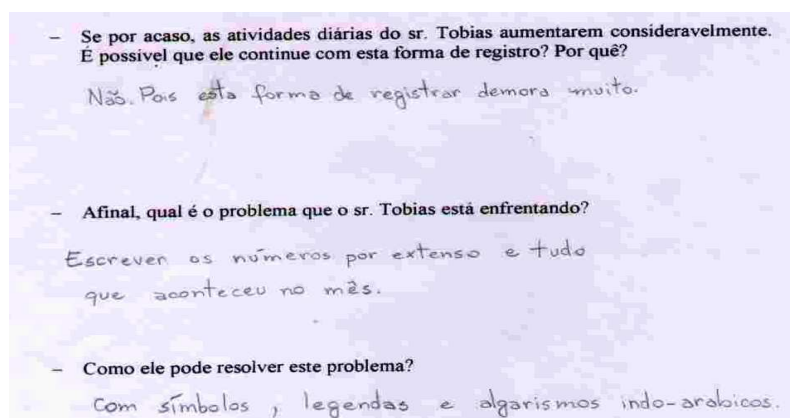 – Se por acaso, as atividades diárias do sr. Tobias aumentarem consideravelmente.
É possível que ele continue com esta forma de registro? Por quê?
Não. Pois esta forma de registrar demora muito.
– Afinal, qual é o problema que o sr. Tobias está enfrentando?
Escrever os números por extenso e tudo
que aconteceu no mês.
– Como ele pode resolver este problema?
Com símbolos, legendas e algarismos indo-arabicos.